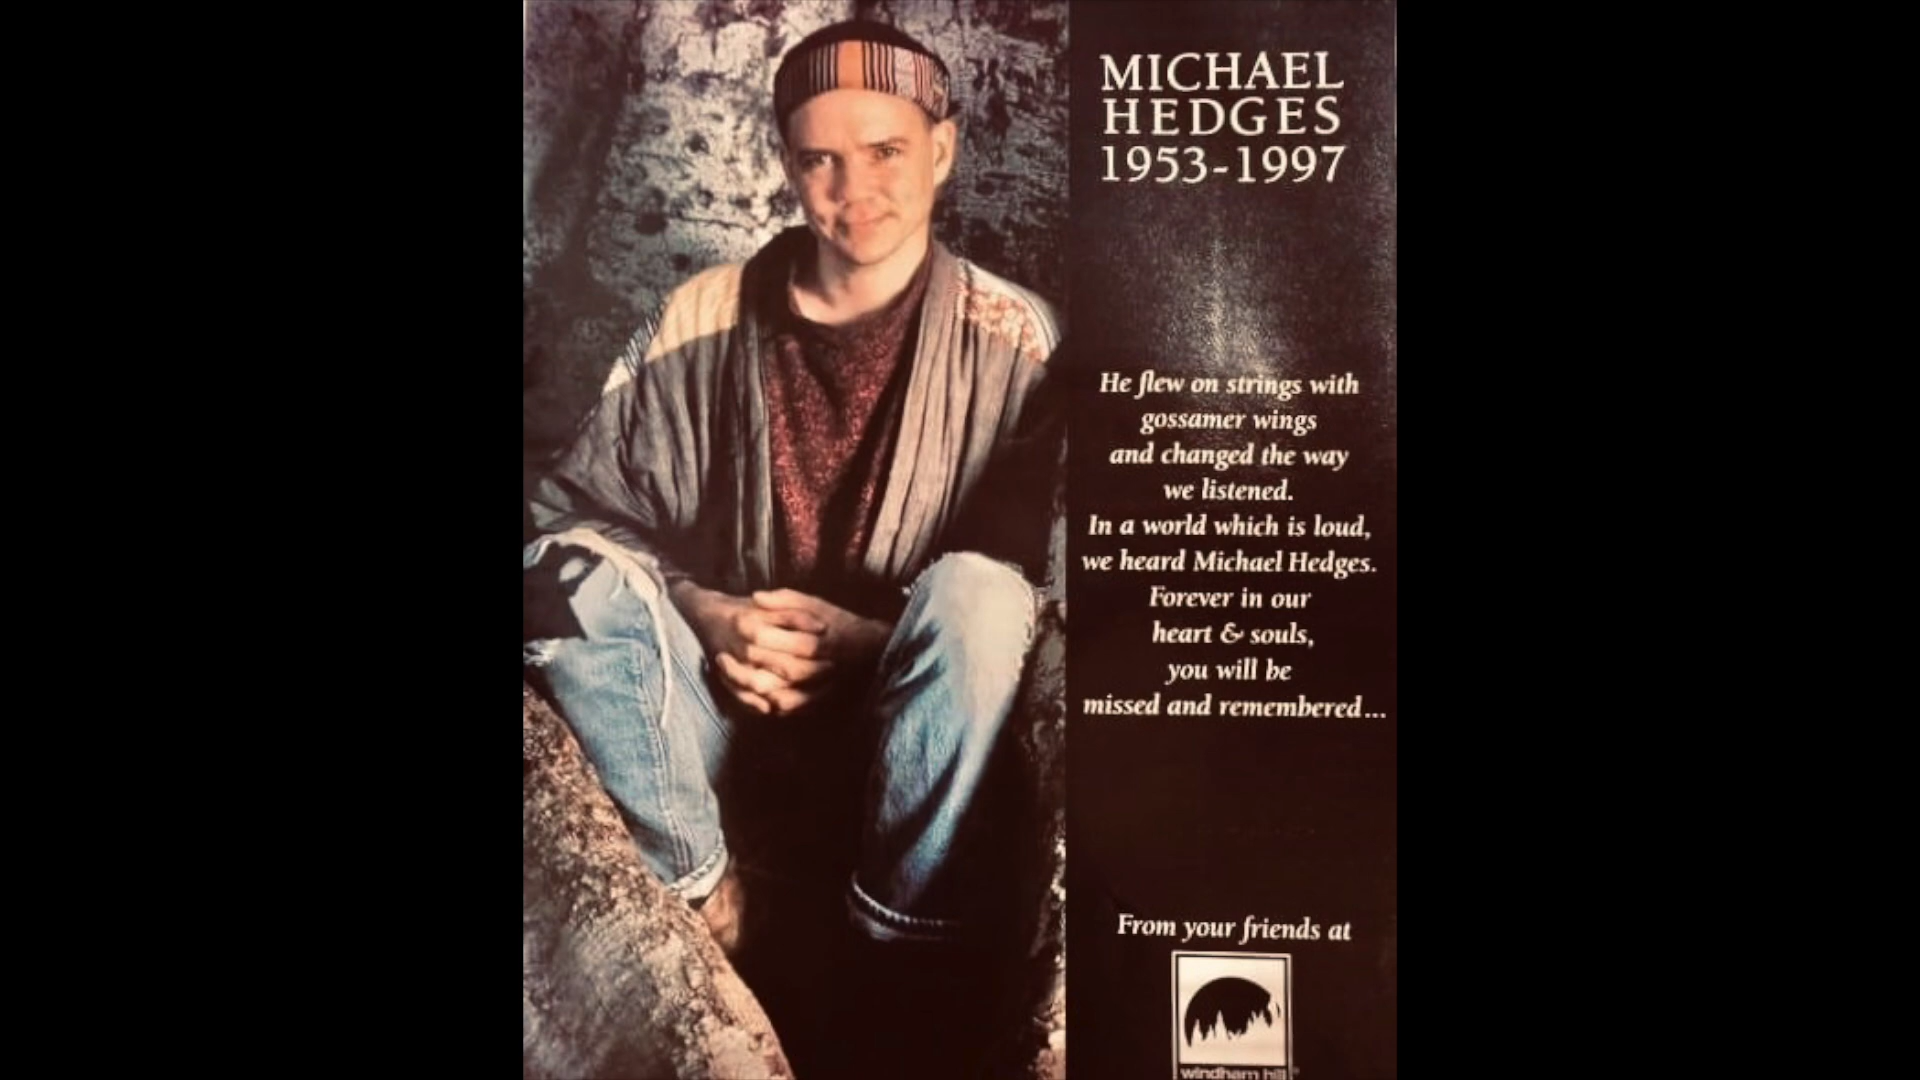 MICHAEL
HEDGES
1953-1997
He flew on strings with
gossamer wings
and changed the way
we listened.
In a world which is loud,
we heard Michael Hedges.
Forever in our
heart & souls,
you will be
missed and remembered...
From your friends at
windham hill